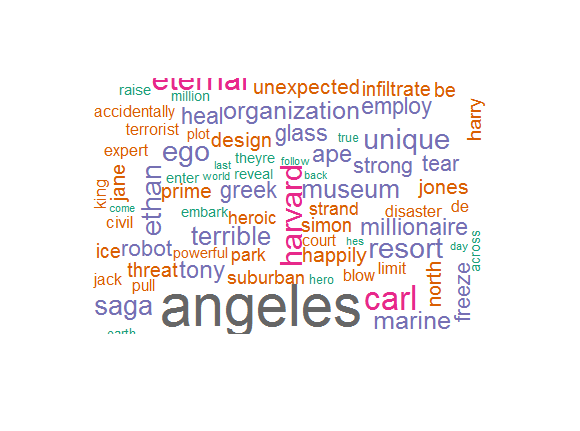 eternal
raise
million
unexpected
infiltrate
be
accidentally
heal
organization
employ
harry
terrorist
plot
design
glass
true
unique
expert
ego
last
theyre
follow
ape
strong
tear
enter
world
reveal
back
king
jane
ethan
prime
greek
harvard
museum
jones
come
civil
embark
heroic
strand
simon
disaster
de
millionaire
terrible
court
hes
day
across
ice
robot
powerful
park
happily
resort
threat
tony
suburban
hero
blow
limit
north
freeze
jack
pull
saga
angeles
carl
marine
earth